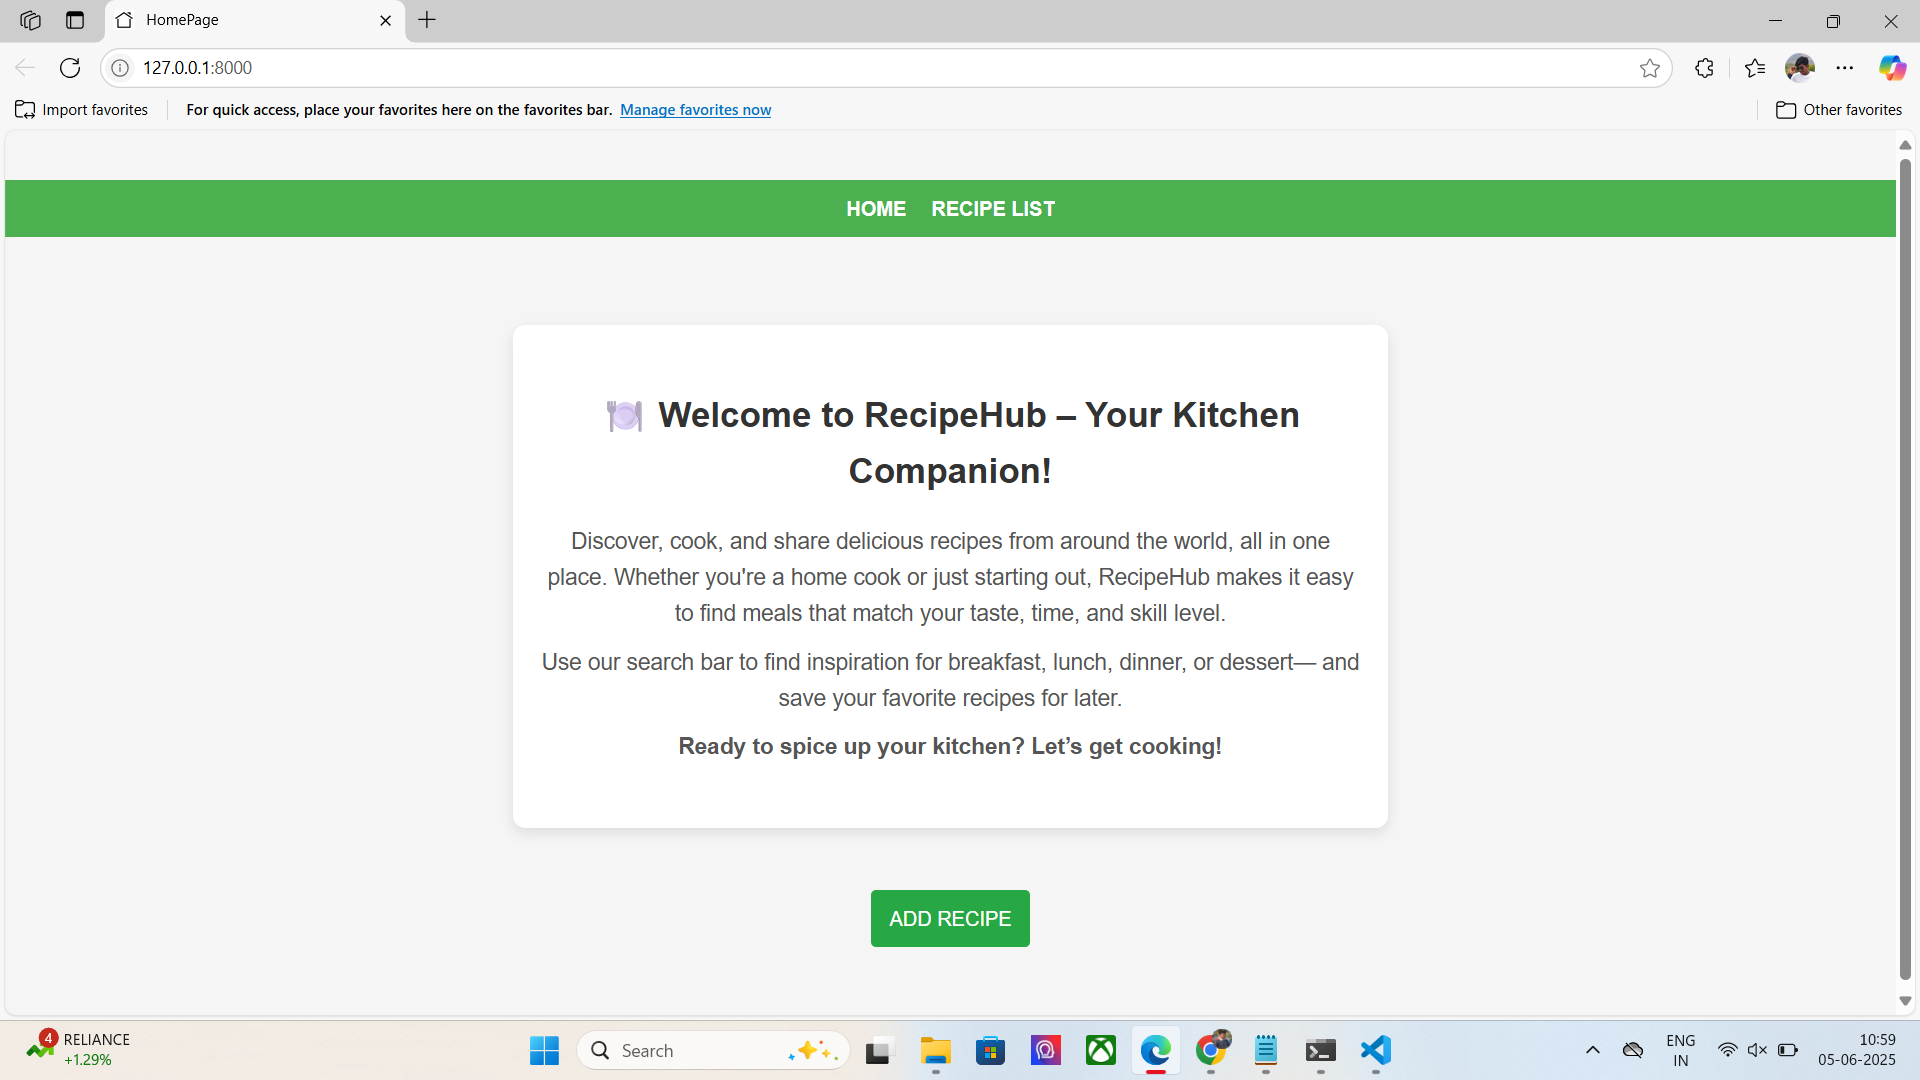 HomePage
127.0.0.1:8000
Import favorites
For quick access, place your favorites here on the favorites bar. Manage favorites now
Other favorites
HOME RECIPE LIST
Welcome to RecipeHub – Your Kitchen
Companion!
Discover, cook, and share delicious recipes from around the world, all in one
place. Whether you're a home cook or just starting out, RecipeHub makes it easy
to find meals that match your taste, time, and skill level.
Use our search bar to find inspiration for breakfast, lunch, dinner, or dessert— and
save your favorite recipes for later.
Ready to spice up your kitchen? Let’s get cooking!
ADD RECIPE
4
RELIANCE
+1.29%
Search
ENG
IN
10:59
05-06-2025